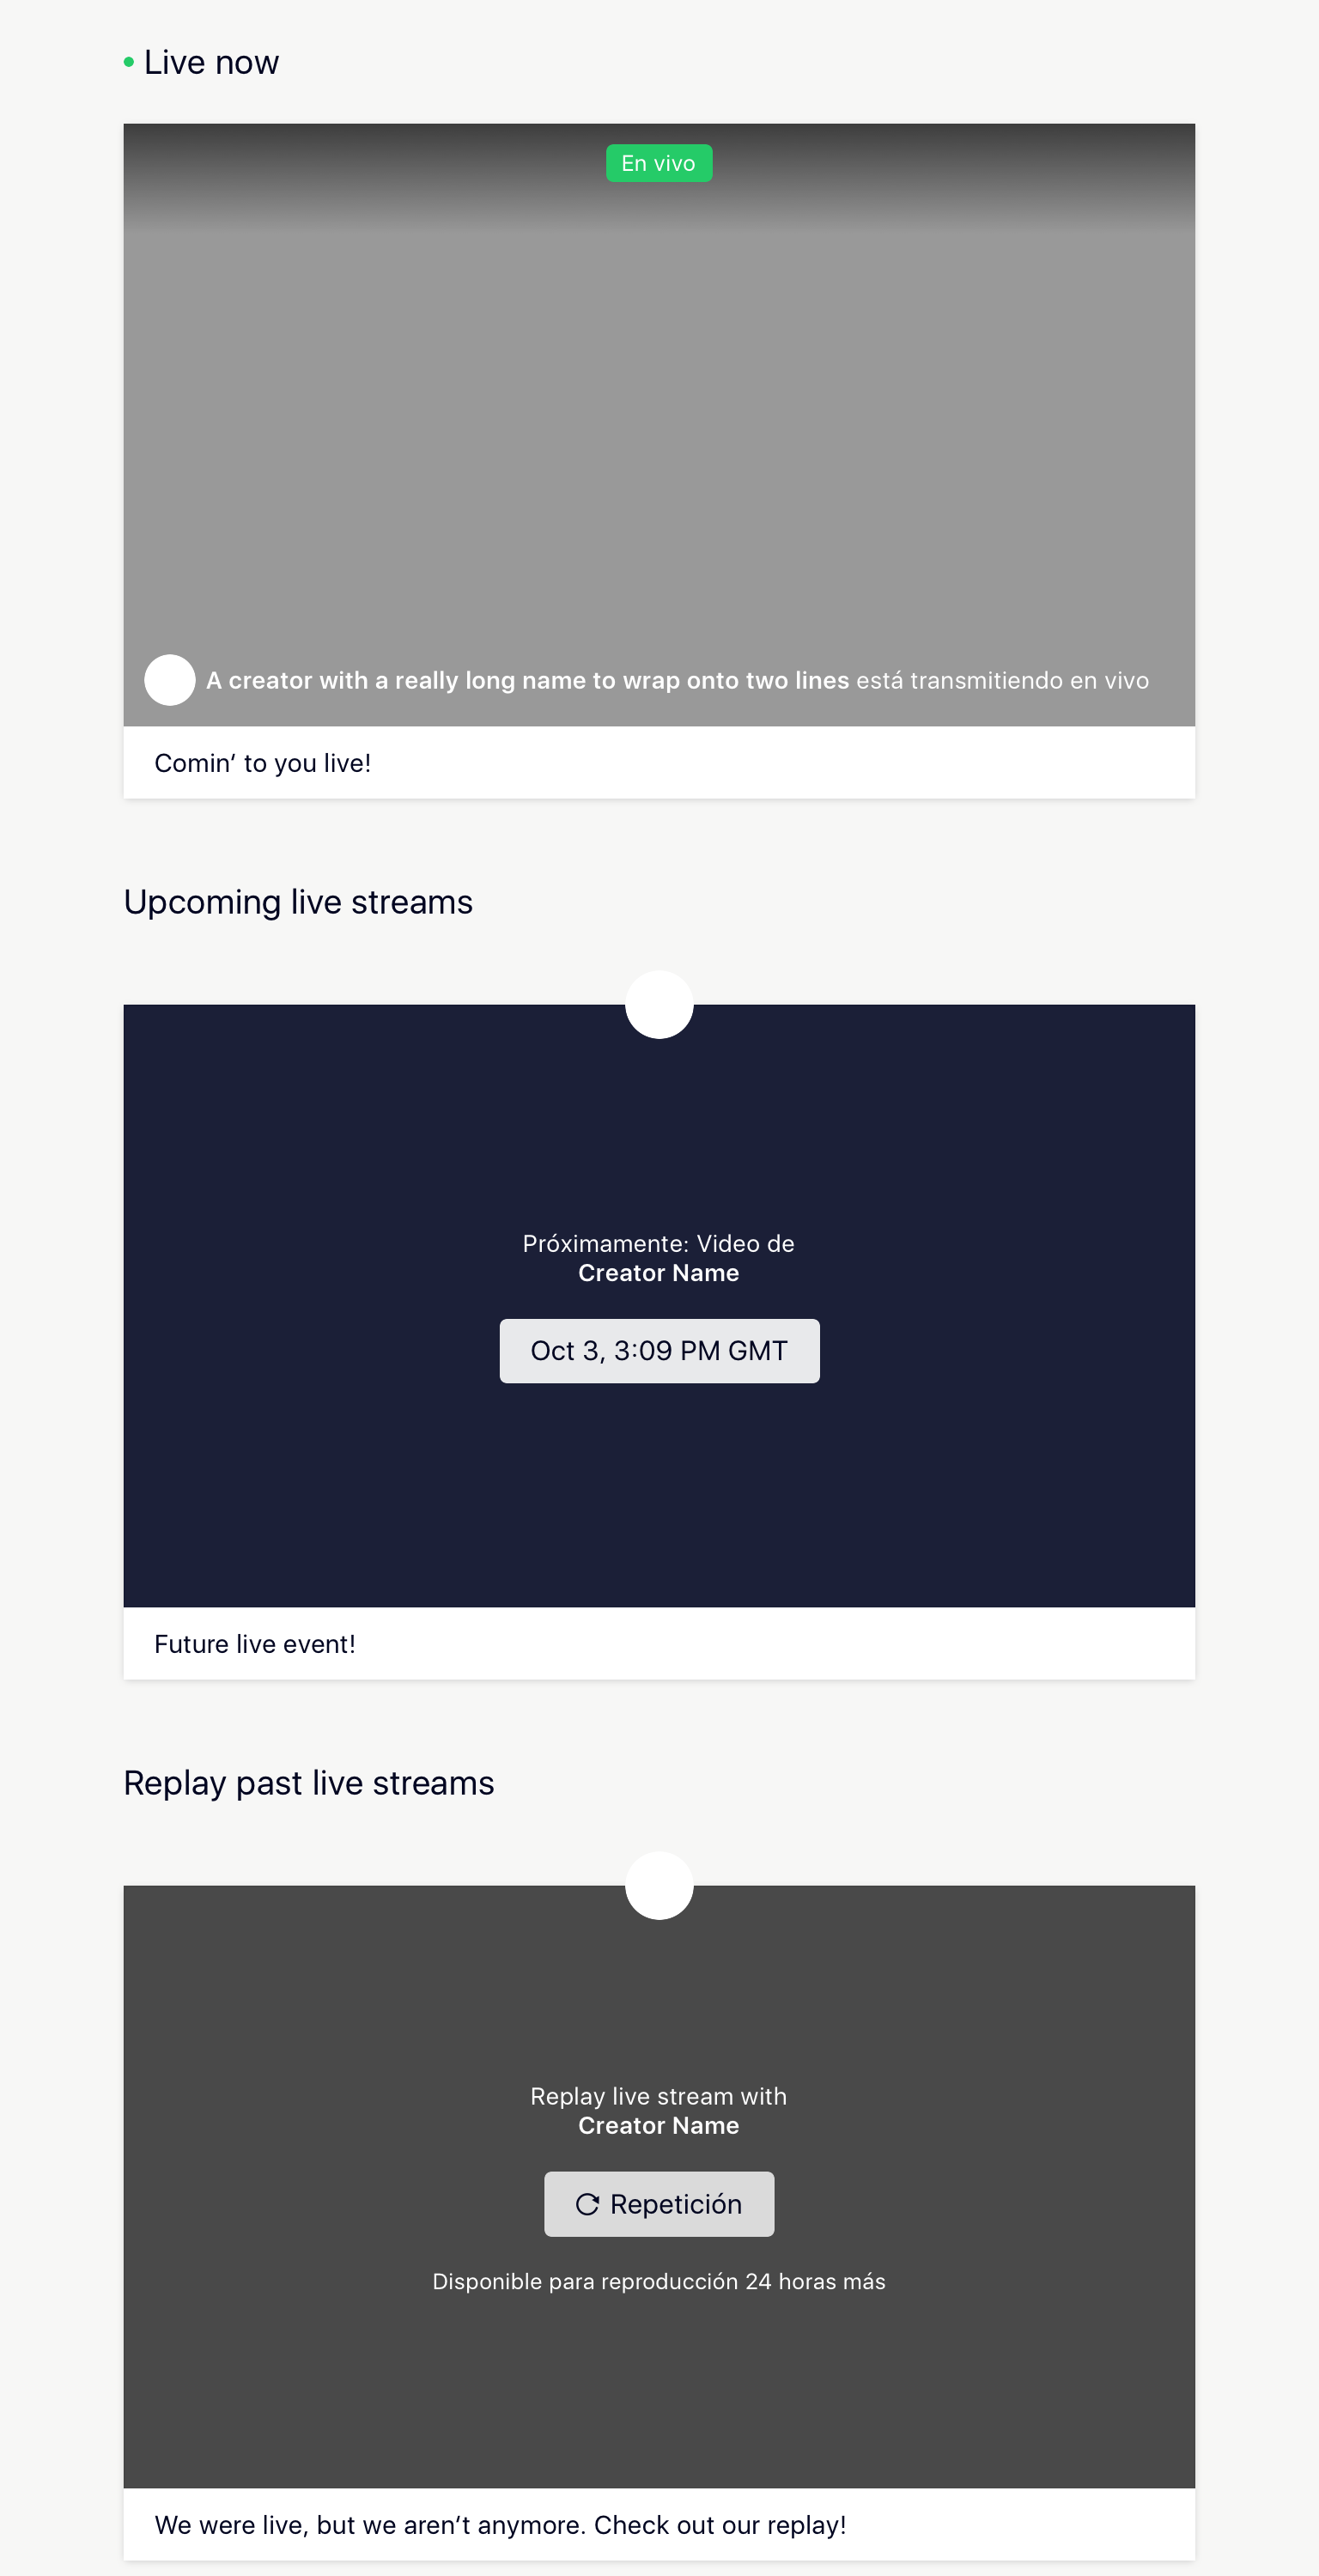 Live now
En vivo
A creator with a really long name to wrap onto two lines está transmitiendo en vivo
Comin’ to you live!
Upcoming live streams
Próximamente: Video de
Creator Name
Oct 3, 3:09 PM GMT
Future live event!
Replay past live streams
Replay live stream with
Creator Name
Repetición
Disponible para reproducción 24 horas más
We were live, but we aren’t anymore. Check out our replay!